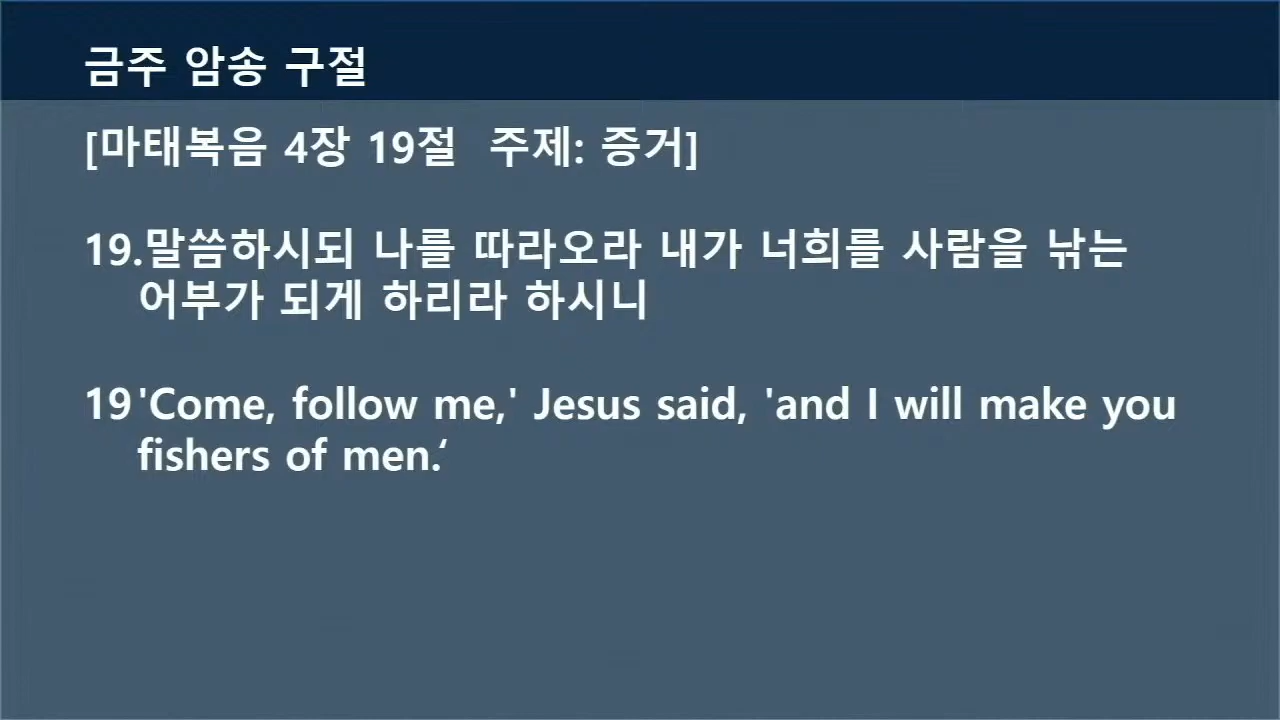 금주 암송 구절
[마태복음 4장 19절  주제: 증거]
19.말씀하시되 나를 따라오라 내가 너희를 사람을 낚는
어부가 되게 하리라 하시니
19'Come, follow me,' Jesus said, 'and I will make you
fishers of men.‘